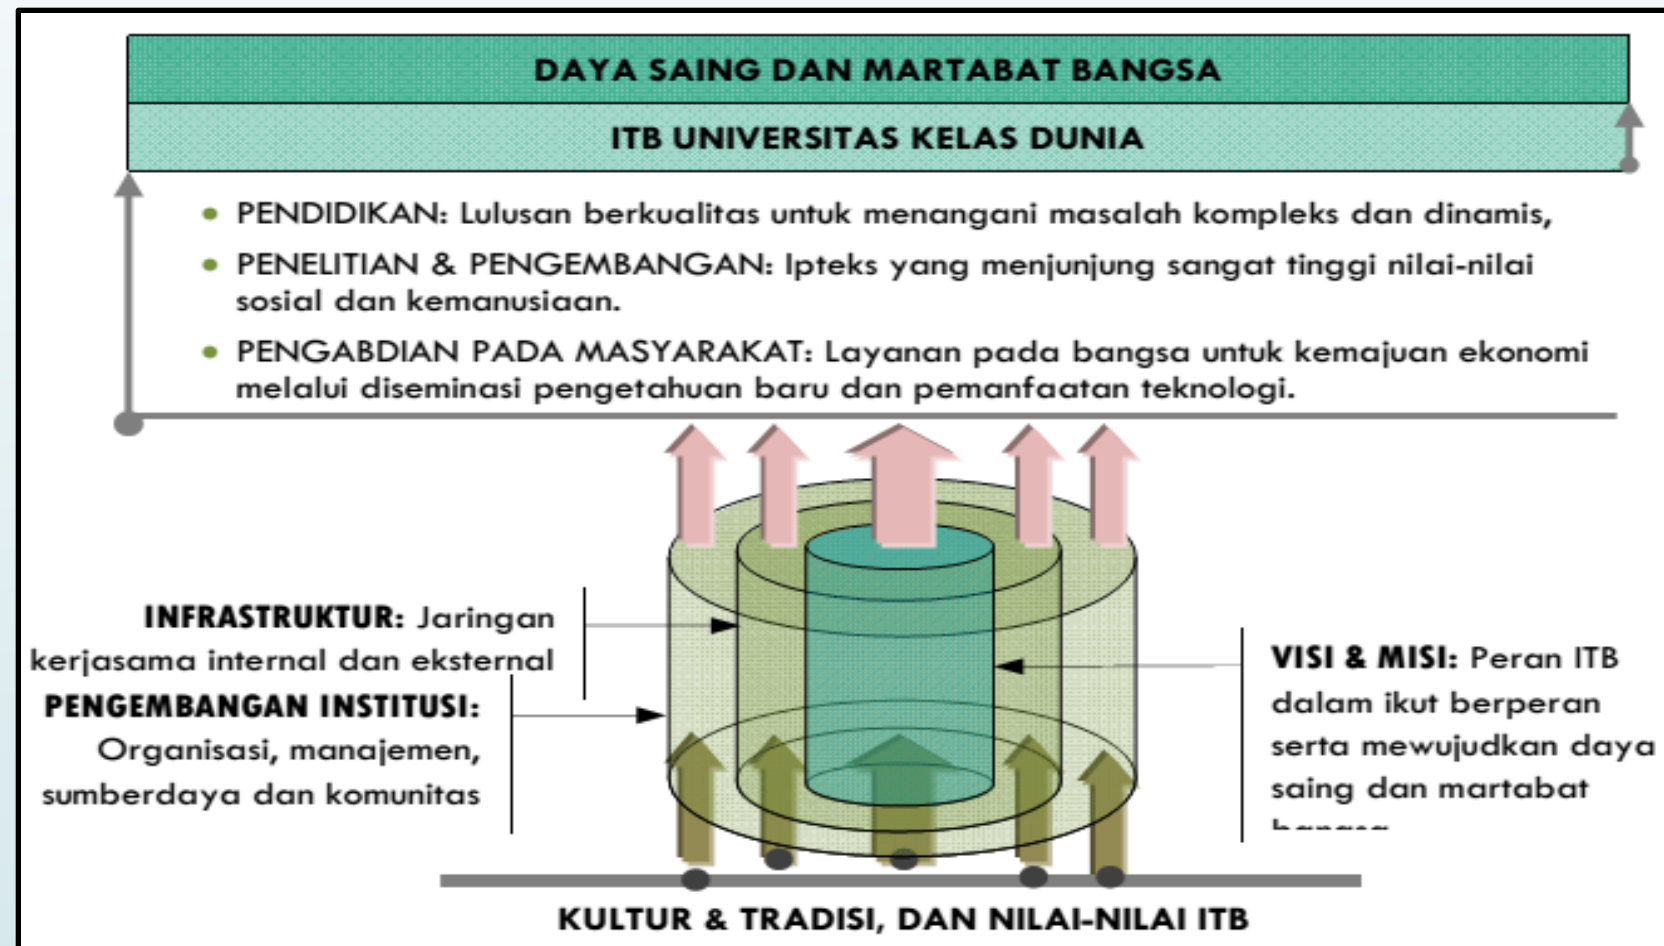 DAYA SAING DAN MARTABAT BANGSA
ITB UNIVERSITAS KELAS DUNIA
• PENDIDIKAN: Lulusan berkualitas untuk menangani masalah kompleks dan dinamis,
• PENELITIAN & PENGEMBANGAN: Ipteks yang menjunjung sangat tinggi nilai-nilai
sosial dan kemanusiaan.
• PENGABDIAN PADA MASYARAKAT: Layanan pada bangsa untuk kemajuan ekonomi
melalui diseminasi pengetahuan baru dan pemanfaatan teknologi.
INFRASTRUKTUR: Jaringan
kerjasama internal dan eksternal
PENGEMBANGAN INSTITUSI:
Organisasi, manajemen,
sumberdaya dan komunitas
VISI & MISI: Peran ITB
dalam ikut berperan
serta mewujudkan daya
saing dan martabat
KULTUR & TRADISI, DAN NILAI-NILAI ITB